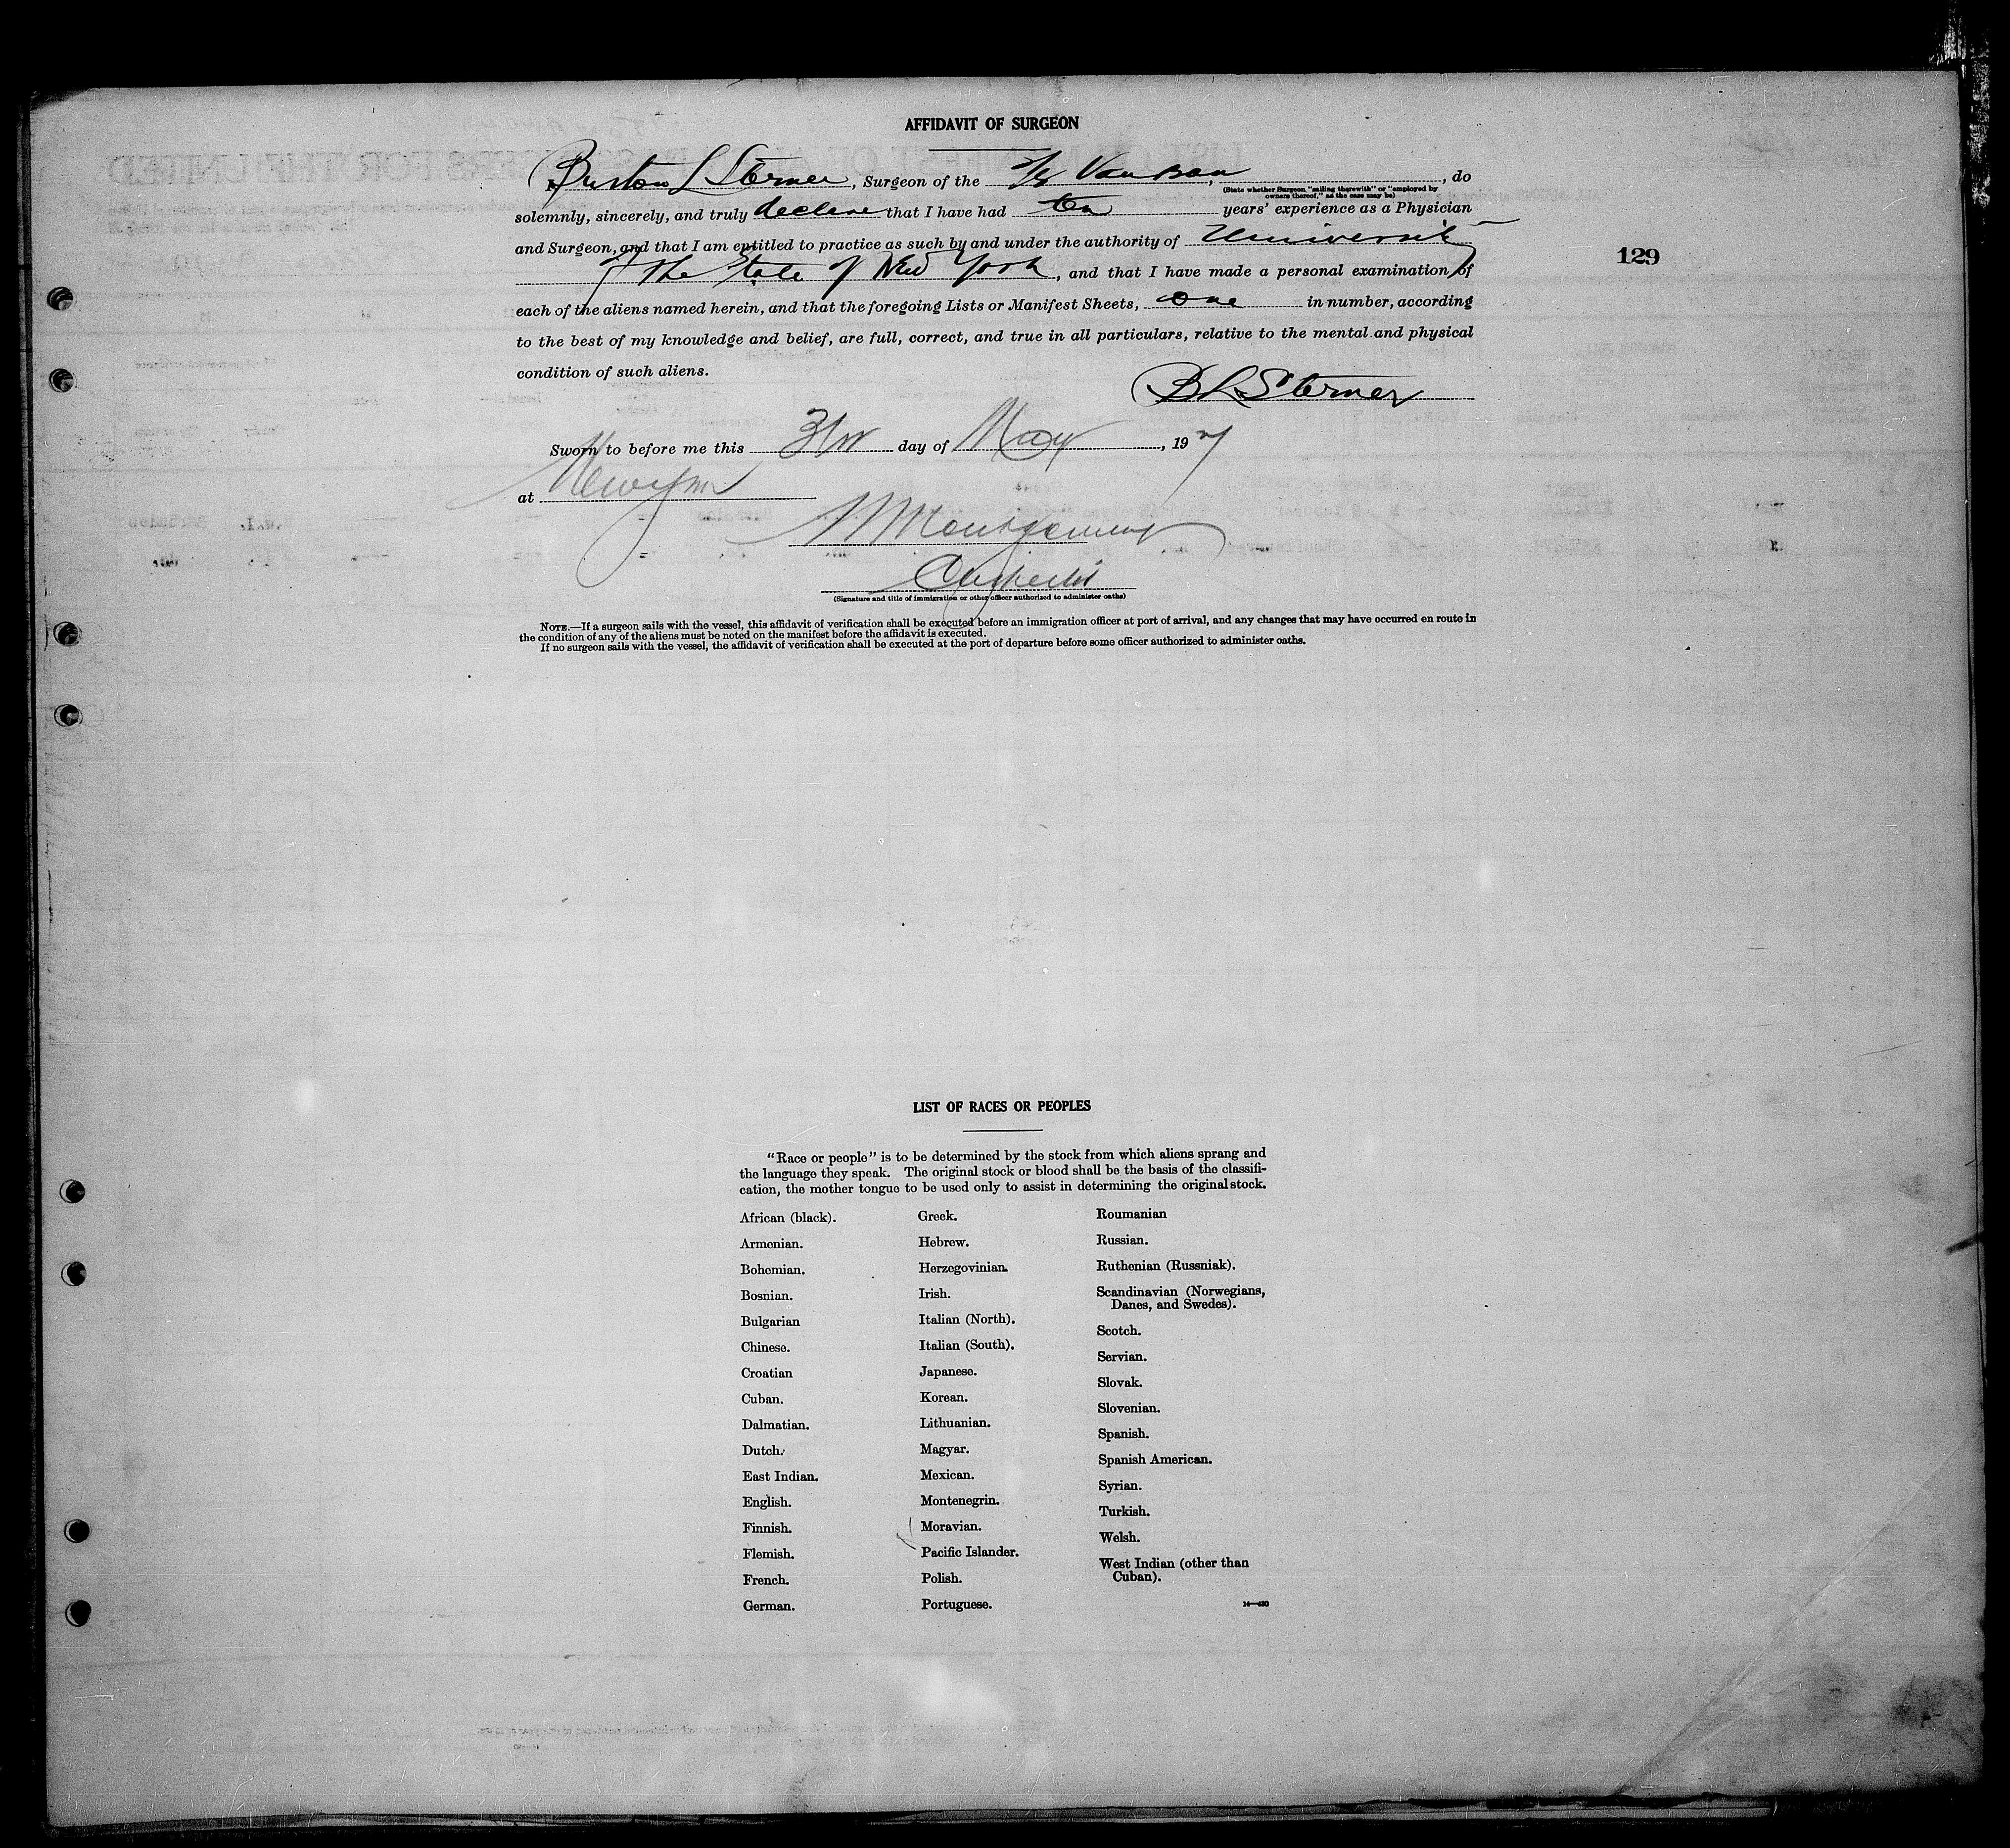 AFFIDAVIT OF SURGEON
I, Burton L Sterner, Surgeon of the S/S Vauban, , do
(State whether Surgeon "sailing therewith" or "employed by
owners thereof," as the case may be)
solemnly, sincerely, and truly declare that I have had ten years' experience as a Physician
and Surgeon, and that I am entitled to practice as such by and under the authority of University
of the State of New York, and that I have made a personal examination of
129
each of the aliens named herein, and that the foregoing Lists or Manifest Sheets, one in number, according
to the best of my knowledge and belief, are full, correct, and true in all particulars, relative to the mental and physical
condition of such aliens.
B L Sterner
Sworn to before me this 31st day of May, 19
at
Montgomery
(Signature and title of immigration or other officer authorized to administer oaths)
NOTE.—If a surgeon sails with the vessel, this affidavit of verification shall be executed before an immigration officer at port of arrival, and any changes that may have occurred en route in
the condition of any of the aliens must be noted on the manifest before the affidavit is executed.
If no surgeon sails with the vessel, the affidavit of verification shall be executed at the port of departure before some officer authorized to administer oaths.
LIST OF RACES OR PEOPLES
"Race or people" is to be determined by the stock from which aliens sprang and
the language they speak. The original stock or blood shall be the basis of the classifi-
cation, the mother tongue to be used only to assist in determining the original stock.
African (black).
Armenian.
Bohemian.
Bosnian.
Bulgarian
Chinese.
Croatian
Cuban.
Dalmatian.
Dutch.
East Indian.
English.
Finnish.
Flemish.
French.
German.
Greek.
Hebrew.
Herzegovinian.
Irish.
Italian (North).
Italian (South).
Japanese.
Korean.
Lithuanian.
Magyar.
Mexican.
Montenegrin.
Moravian.
Pacific Islander.
Polish.
Portuguese.
Roumanian
Russian.
Ruthenian (Russniak).
Scandinavian (Norwegians,
Danes, and Swedes).
Scotch.
Servian.
Slovak.
Slovenian.
Spanish.
Spanish American.
Syrian.
Turkish.
Welsh.
West Indian (other than
Cuban).